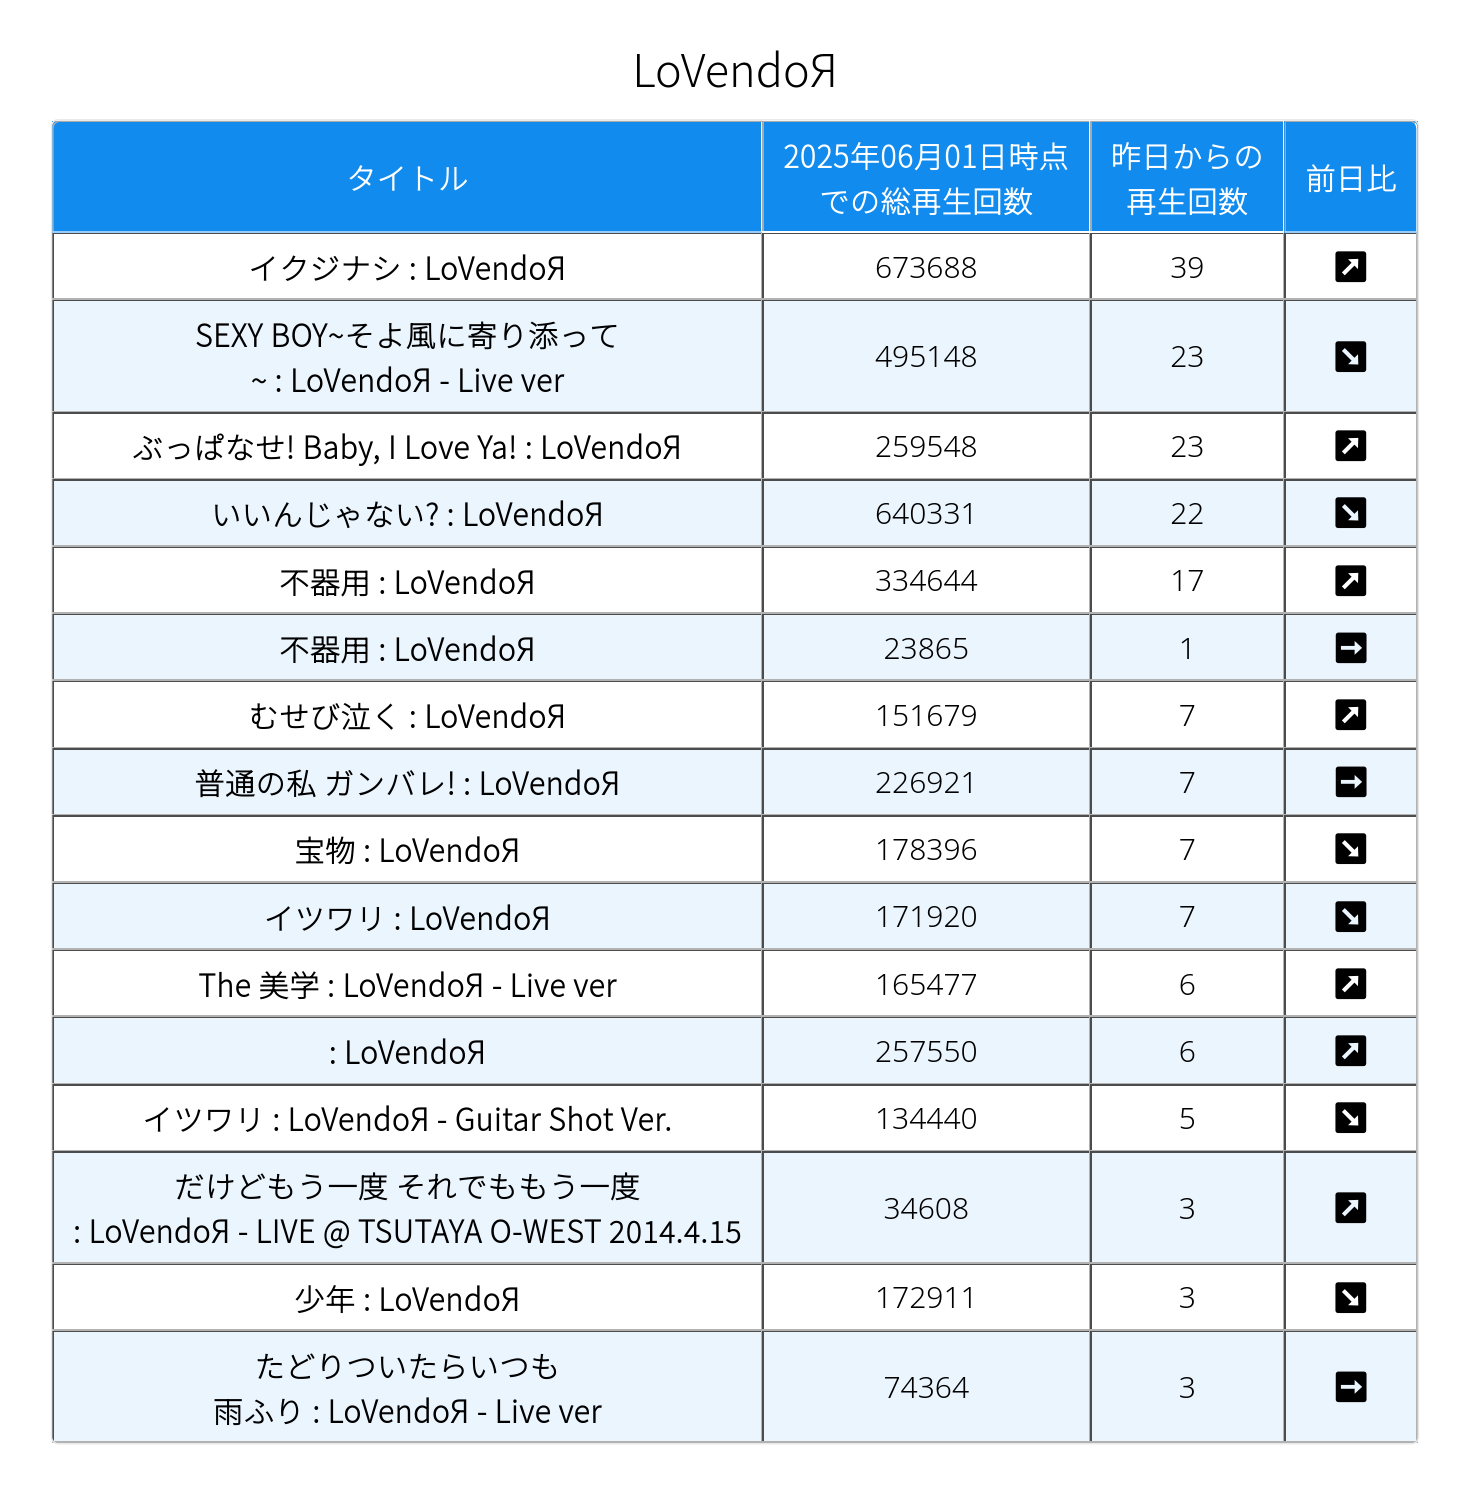 LoVendoЯ
タイトル
2025年06月01日時点
での総再生回数
昨日からの
再生回数
前日比
イクジナシ : LoVendoЯ
673688
39
↗
SEXY BOY~そよ風に寄り添って
~ : LoVendoЯ - Live ver
495148
23
↘
ぶっぱなせ! Baby, I Love Ya! : LoVendoЯ
259548
23
↗
いいんじゃない? : LoVendoЯ
640331
22
↘
不器用 : LoVendoЯ
334644
17
↗
不器用 : LoVendoЯ
23865
1
→
むせび泣く : LoVendoЯ
151679
7
↗
普通の私 ガンバレ! : LoVendoЯ
226921
7
→
宝物 : LoVendoЯ
178396
7
↘
イツワリ : LoVendoЯ
171920
7
↘
The 美学 : LoVendoЯ - Live ver
165477
6
↗
: LoVendoЯ
257550
6
↗
イツワリ : LoVendoЯ - Guitar Shot Ver.
134440
5
↘
だけどもう一度 それでももう一度
: LoVendoЯ - LIVE @ TSUTAYA O-WEST 2014.4.15
34608
3
↗
少年 : LoVendoЯ
172911
3
↘
たどりついたらいつも
雨ふり : LoVendoЯ - Live ver
74364
3
→